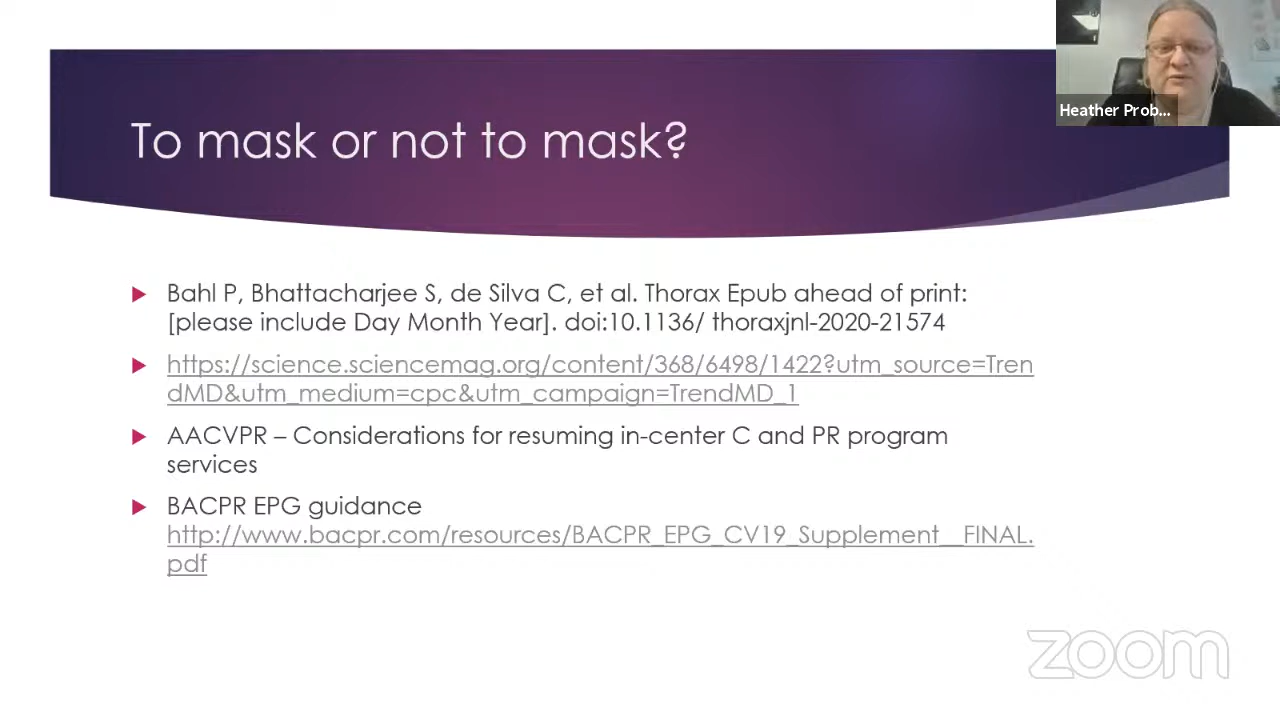 Heather Prob...
To mask or not to mask?
Bahl P, Bhattacharjee S, de Silva C, et al. Thorax Epub ahead of print:
[please include Day Month Year]. doi:10.1136/ thoraxjnl-2020-21574
https://science.sciencemag.org/content/368/6498/1422?utm_source=Tren
dMD&utm_medium=cpc&utm_campaign=TrendMD_1
AACVPR – Considerations for resuming in-center C and PR program
services
BACPR EPG guidance
http://www.bacpr.com/resources/BACPR_EPG_CV19_Supplement__FINAL.
pdf
zoom